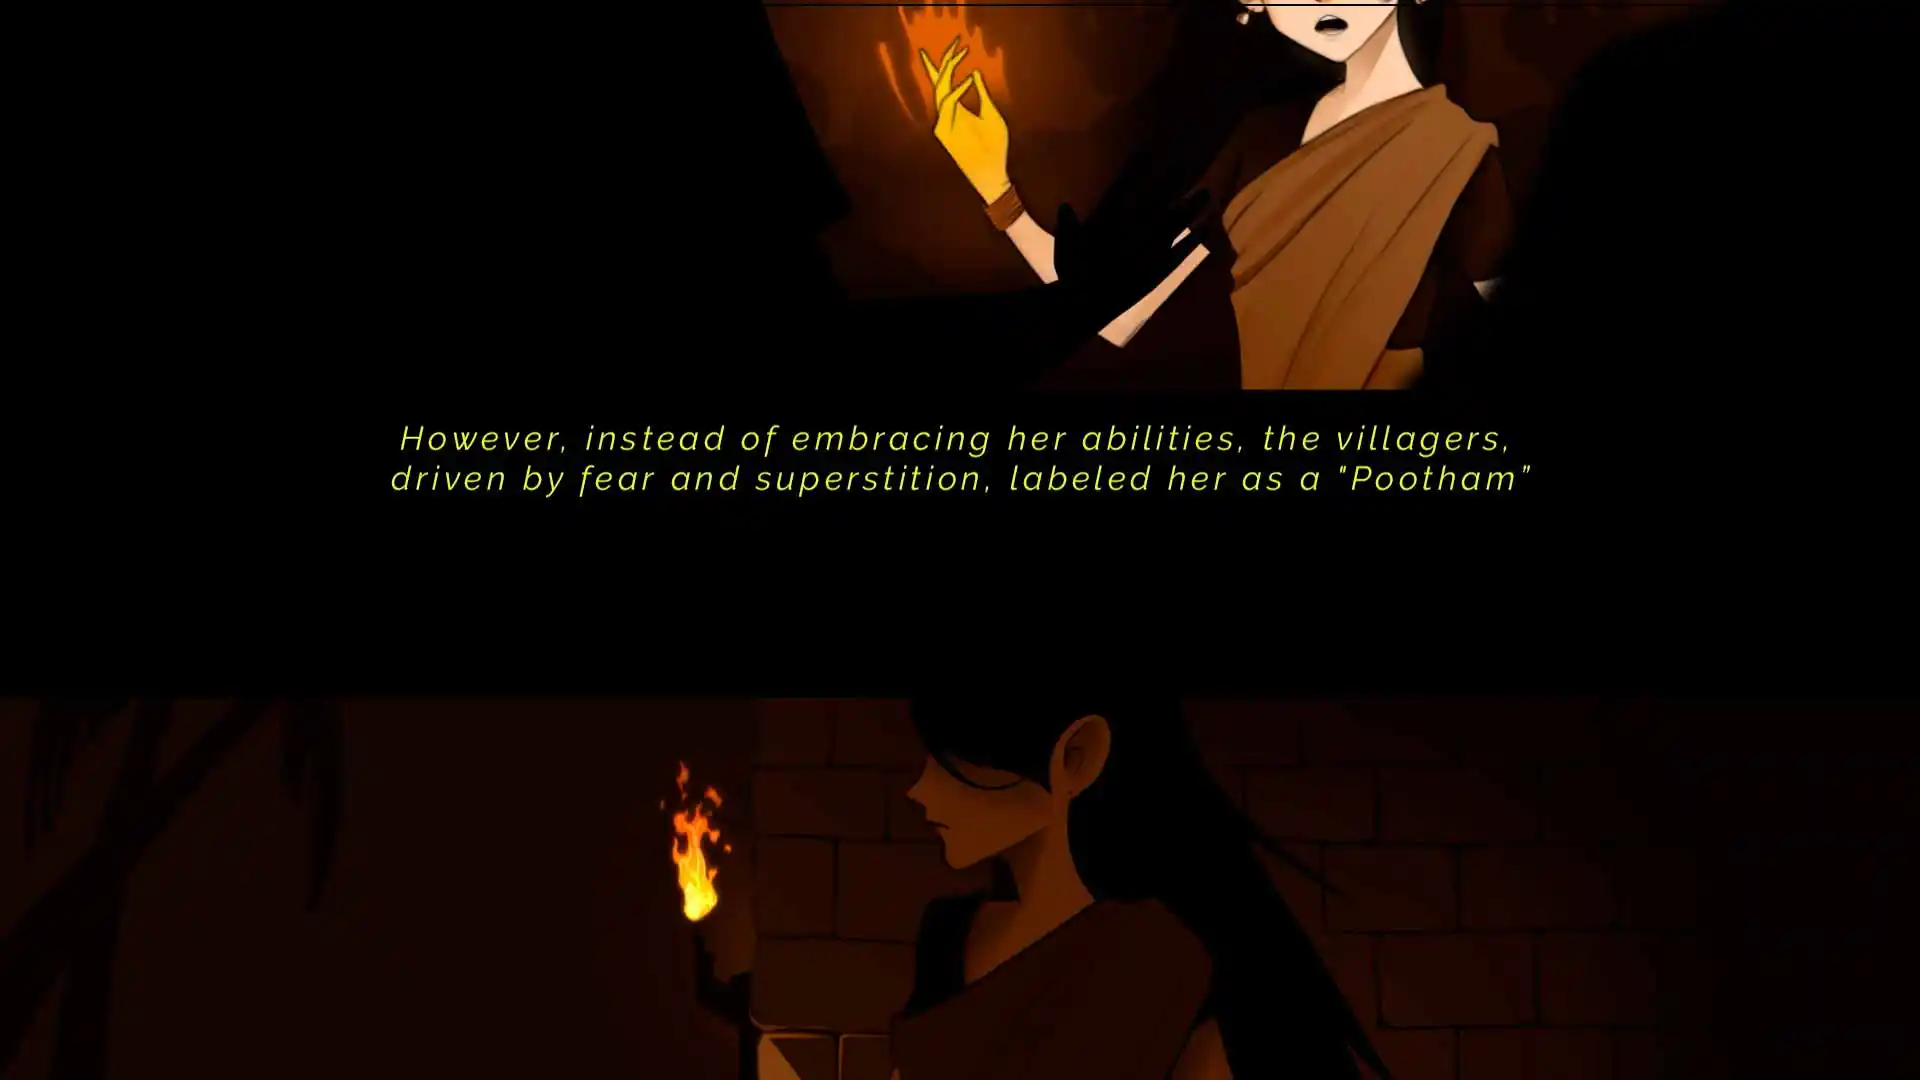 However, instead of embracing her abilities, the villagers,
driven by fear and superstition, labeled her as a "Pootham”